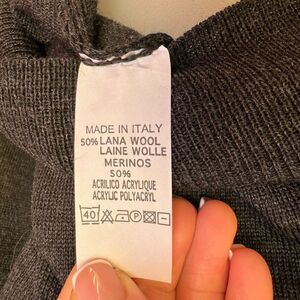 MADE IN ITALY
50% LANA WOOL
LAINE WOLLE
MERINOS
50%
ACRILICO ACRYLIQUE
ACRYLIC POLYACRYL
40 P